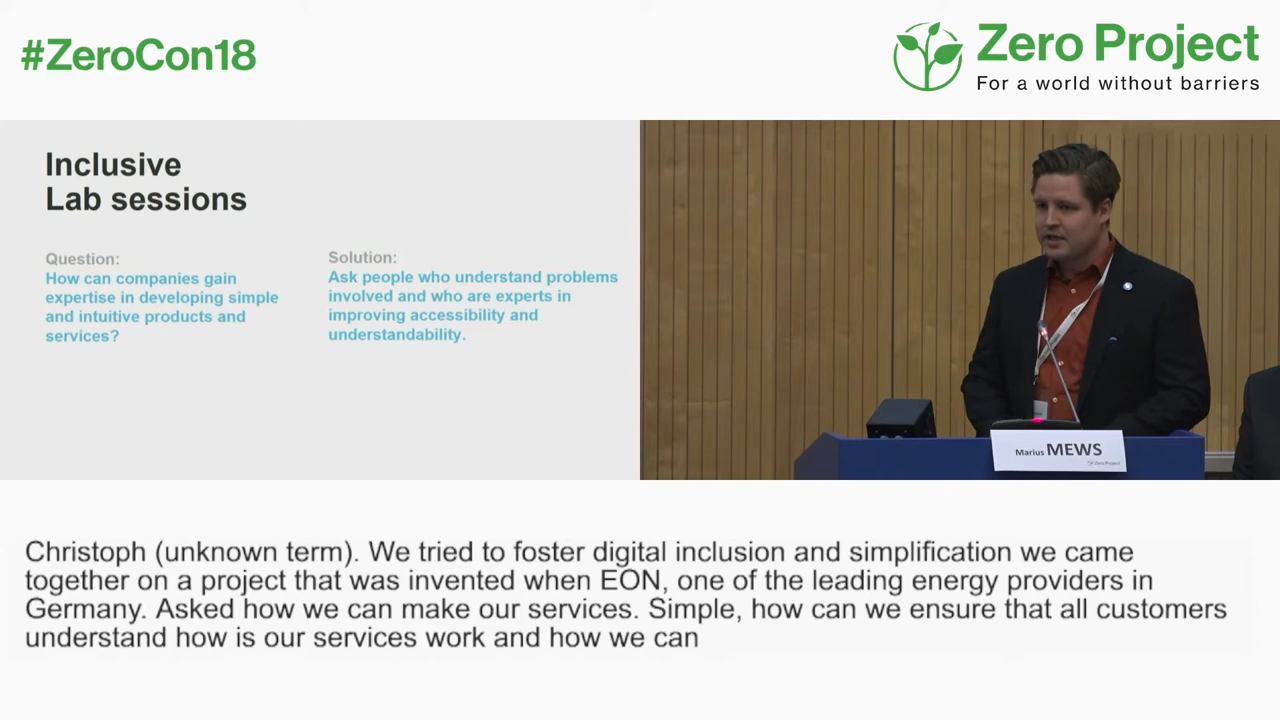 #ZeroCon18
Zero Project
For a world without barriers
Inclusive
Lab sessions
Question:
How can companies gain
expertise in developing simple
and intuitive products and
services?
Solution:
Ask people who understand problems
involved and who are experts in
improving accessibility and
understandability.
Marius MEWS
Zero Project
Christoph (unknown term). We tried to foster digital inclusion and simplification we came
together on a project that was invented when EON, one of the leading energy providers in
Germany. Asked how we can make our services. Simple, how can we ensure that all customers
understand how is our services work and how we can